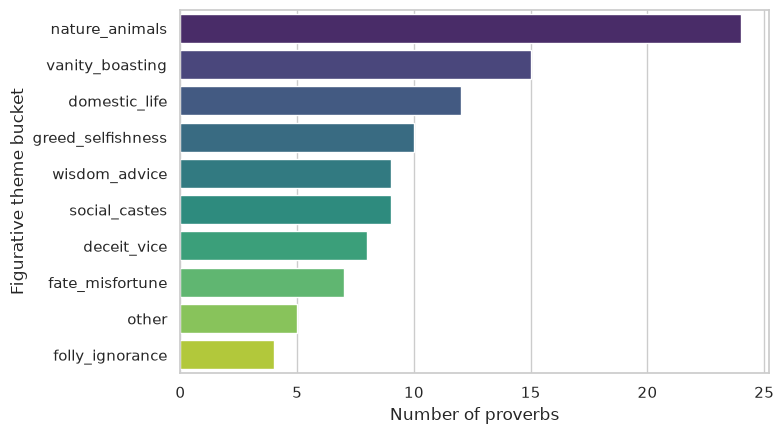 Figurative theme bucket
nature_animals
vanity_boasting
domestic_life
greed_selfishness
wisdom_advice
social_castes
deceit_vice
fate_misfortune
other
folly_ignorance
0 5 10 15 20 25
Number of proverbs